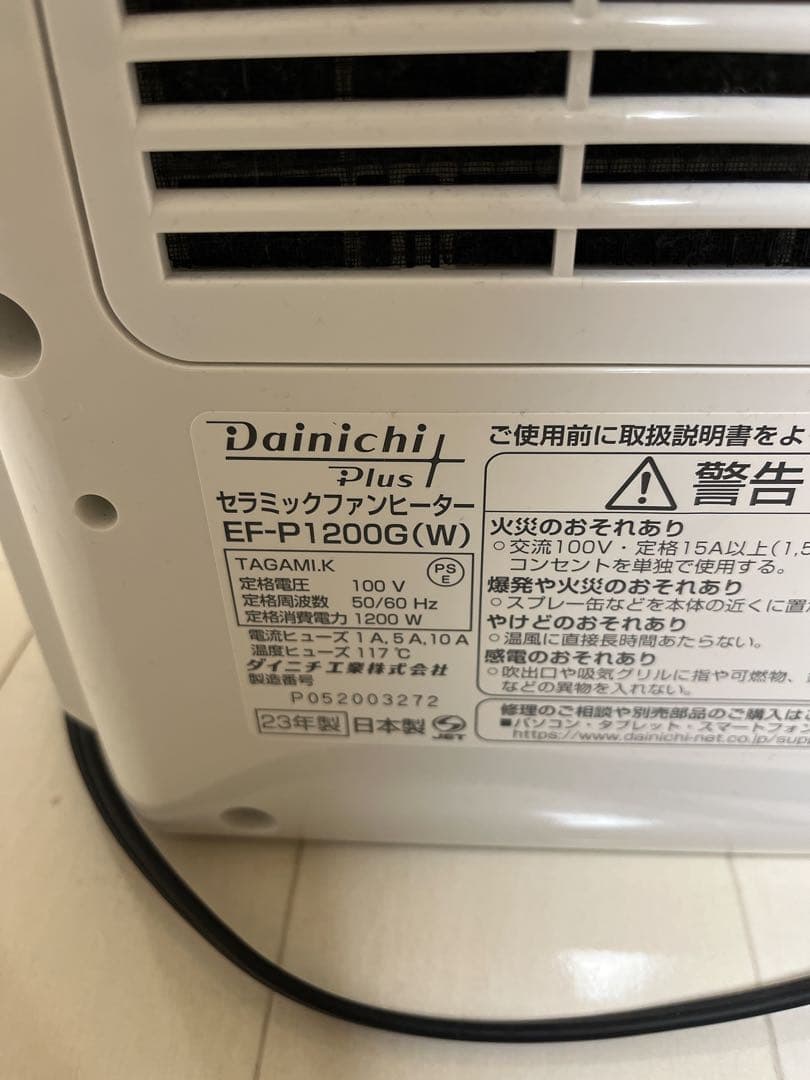 Dainichi
Plus
セラミックファンヒーター
EF-P1200G(W)
TAGAMI.K
PS
E
定格電圧 100 V
定格周波数 50/60 Hz
定格消費電力 1200 W
電流ヒューズ 1 A, 5 A, 10 A
温度ヒューズ 117 ℃
ダイニチ工業株式会社
製造番号
P052003272
23年製 日本製 JET
ご使用前に取扱説明書をよ
警告
火災のおそれあり
○交流100V・定格15A以上(1,5
コンセントを単独で使用する。
爆発や火災のおそれあり
○スプレー缶などを本体の近くに置
やけどのおそれあり
○温風に直接長時間あたらない。
感電のおそれあり
○吹出口や吸気グリルに指や可燃物、
などの異物を入れない。
修理のご相談や別売部品のご購入は
■パソコン・タブレット・スマートフォン
https://www.dainichi-net.co.jp/sup